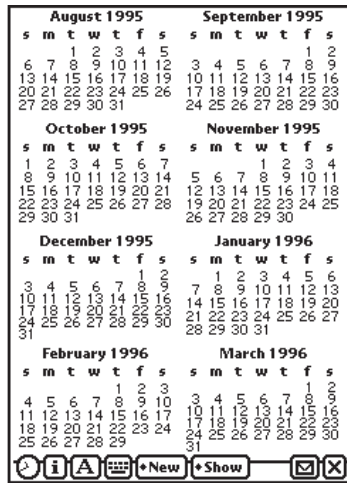 August 1995
s m t w t f s
1 2 3 4 5
6 7 8 9 10 11 12
13 14 15 16 17 18 19
20 21 22 23 24 25 26
27 28 29 30 31
September 1995
s m t w t f s
1 2
3 4 5 6 7 8 9
10 11 12 13 14 15 16
17 18 19 20 21 22 23
24 25 26 27 28 29 30
October 1995
s m t w t f s
1 2 3 4 5 6 7
8 9 10 11 12 13 14
15 16 17 18 19 20 21
22 23 24 25 26 27 28
29 30 31
November 1995
s m t w t f s
1 2 3 4
5 6 7 8 9 10 11
12 13 14 15 16 17 18
19 20 21 22 23 24 25
26 27 28 29 30
December 1995
s m t w t f s
1 2
3 4 5 6 7 8 9
10 11 12 13 14 15 16
17 18 19 20 21 22 23
24 25 26 27 28 29 30
31
January 1996
s m t w t f s
1 2 3 4 5 6
7 8 9 10 11 12 13
14 15 16 17 18 19 20
21 22 23 24 25 26 27
28 29 30 31
February 1996
s m t w t f s
1 2 3
4 5 6 7 8 9 10
11 12 13 14 15 16 17
18 19 20 21 22 23 24
25 26 27 28 29
March 1996
s m t w t f s
1 2
3 4 5 6 7 8 9
10 11 12 13 14 15 16
17 18 19 20 21 22 23
24 25 26 27 28 29 30
31
i A New Show